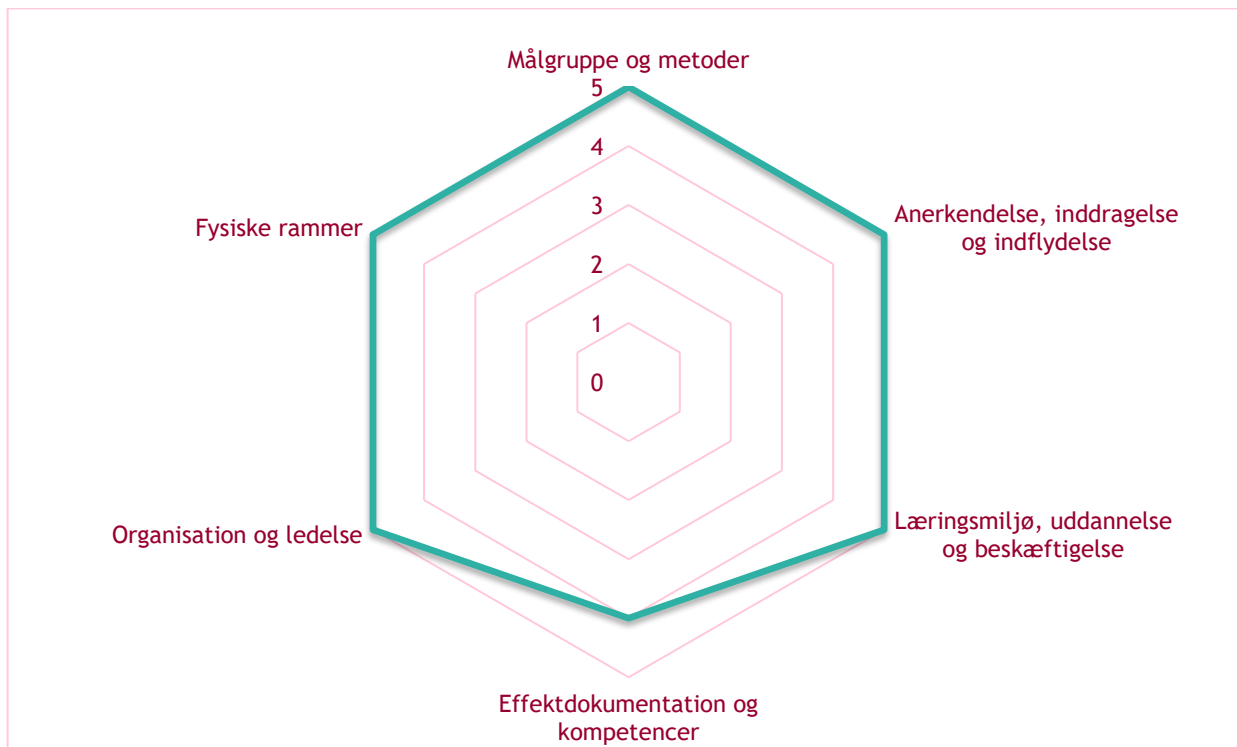 Målgruppe og metoder
5
4
3
2
1
0
Anerkendelse, inddragelse
og indflydelse
Læringsmiljø, uddannelse
og beskæftigelse
Effektdokumentation og
kompetencer
Organisation og ledelse
Fysiske rammer